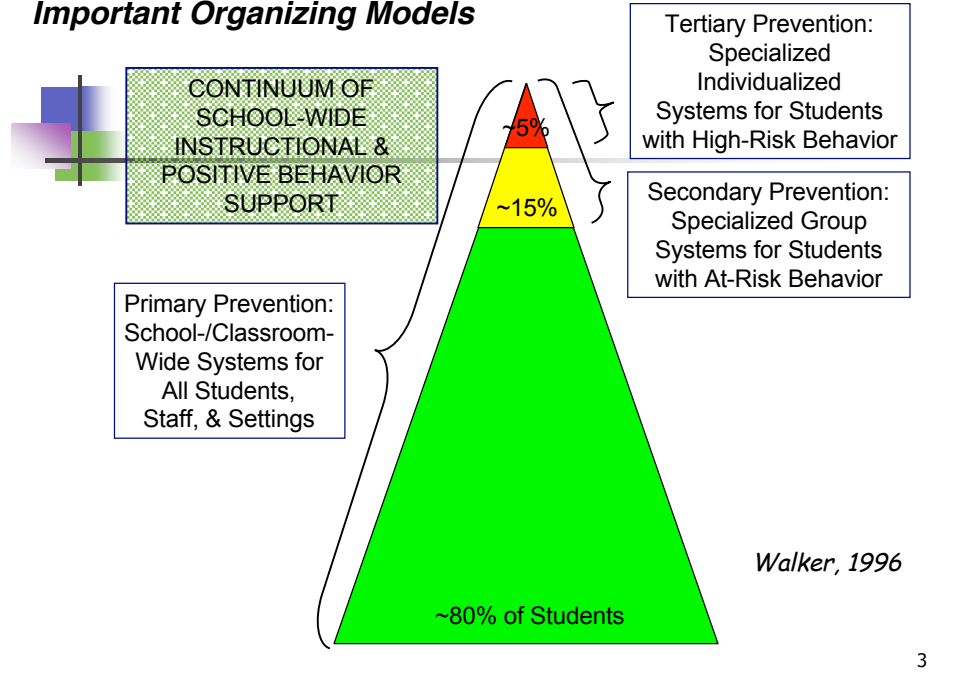 Important Organizing Models
CONTINUUM OF
SCHOOL-WIDE
INSTRUCTIONAL &
POSITIVE BEHAVIOR
SUPPORT
Tertiary Prevention:
Specialized
Individualized
Systems for Students
with High-Risk Behavior
~5%
Secondary Prevention:
Specialized Group
Systems for Students
with At-Risk Behavior
~15%
Primary Prevention:
School-/Classroom-
Wide Systems for
All Students,
Staff, & Settings
~80% of Students
Walker, 1996
3